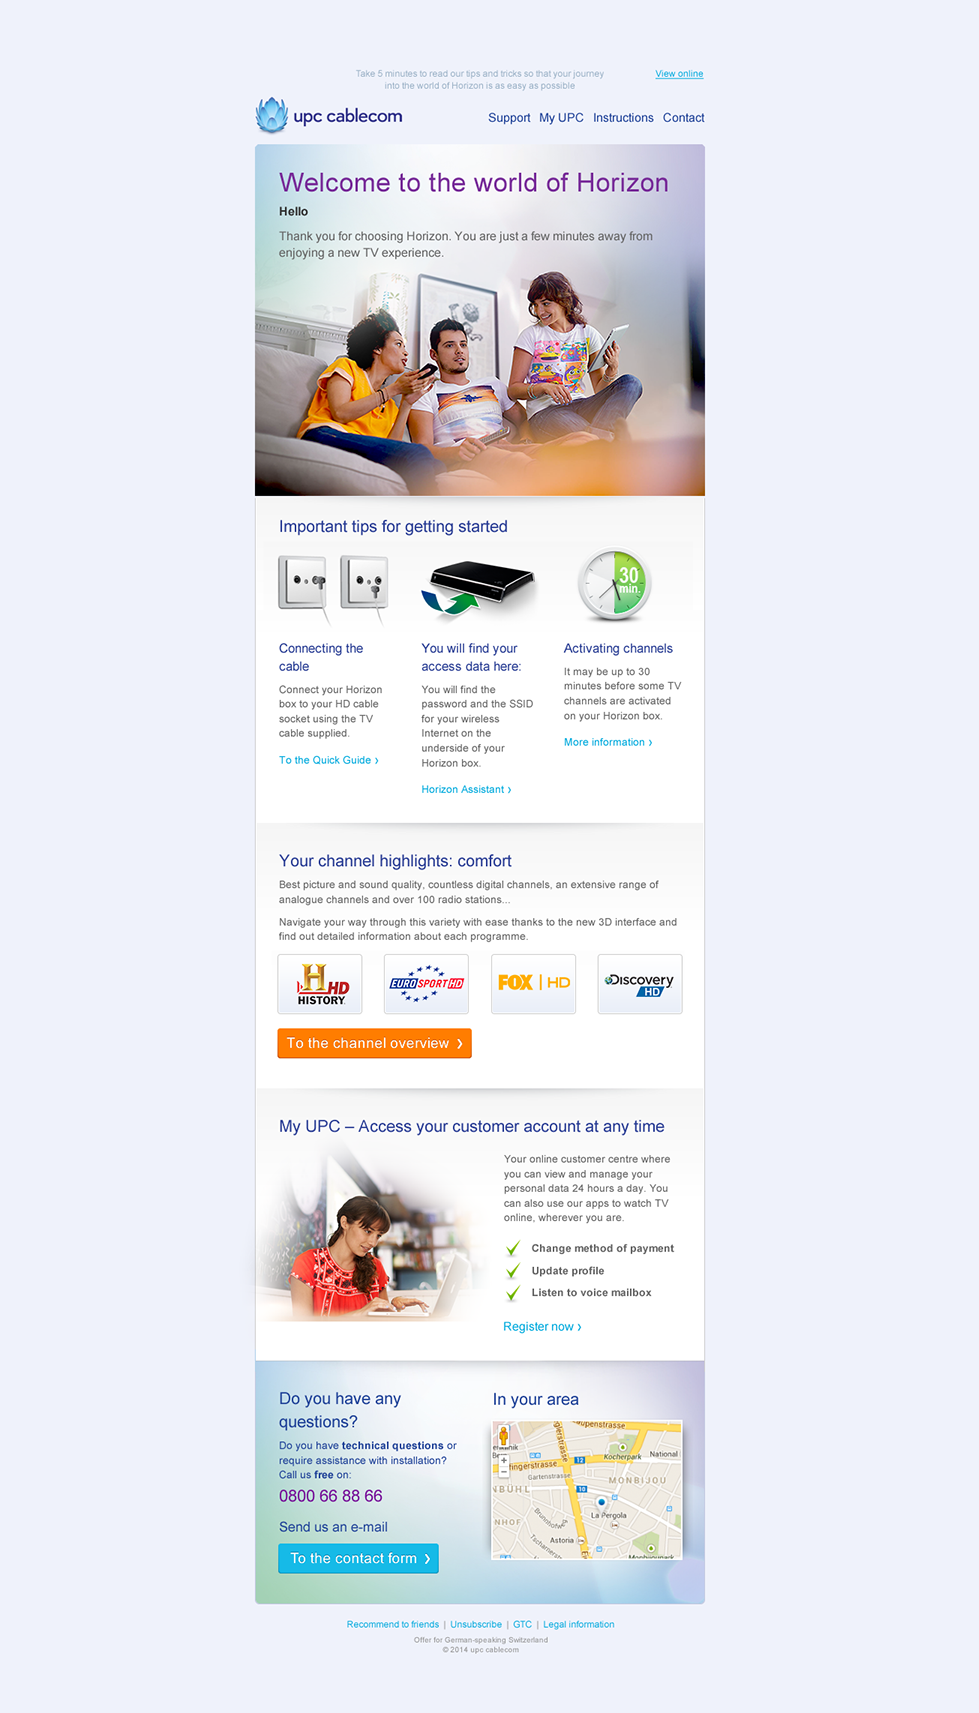 Take 5 minutes to read our tips and tricks so that your journey
into the world of Horizon is as easy as possible
View online
upc cablecom
Support My UPC Instructions Contact
Welcome to the world of Horizon
Hello
Thank you for choosing Horizon. You are just a few minutes away from
enjoying a new TV experience.
Important tips for getting started
30
min.
Connecting the
cable
Connect your Horizon
box to your HD cable
socket using the TV
cable supplied.
To the Quick Guide ›
You will find your
access data here:
You will find the
password and the SSID
for your wireless
Internet on the
underside of your
Horizon box.
Horizon Assistant ›
Activating channels
It may be up to 30
minutes before some TV
channels are activated
on your Horizon box.
More information ›
Your channel highlights: comfort
Best picture and sound quality, countless digital channels, an extensive range of
analogue channels and over 100 radio stations...
Navigate your way through this variety with ease thanks to the new 3D interface and
find out detailed information about each programme.
H HD
HISTORY
EUROSPORT HD
FOX | HD
Discovery
HD
To the channel overview ›
My UPC – Access your customer account at any time
Your online customer centre where
you can view and manage your
personal data 24 hours a day. You
can also use our apps to watch TV
online, wherever you are.
Change method of payment
Update profile
Listen to voice mailbox
Register now ›
Do you have any
questions?
Do you have technical questions or
require assistance with installation?
Call us free on:
0800 66 88 66
Send us an e-mail
To the contact form ›
In your area
Kocherpark
National
12
Gartenstrasse
MONBIJOU
10
La Pergola
Astoria
Recommend to friends | Unsubscribe | GTC | Legal information
Offer for German-speaking Switzerland
© 2014 upc cablecom